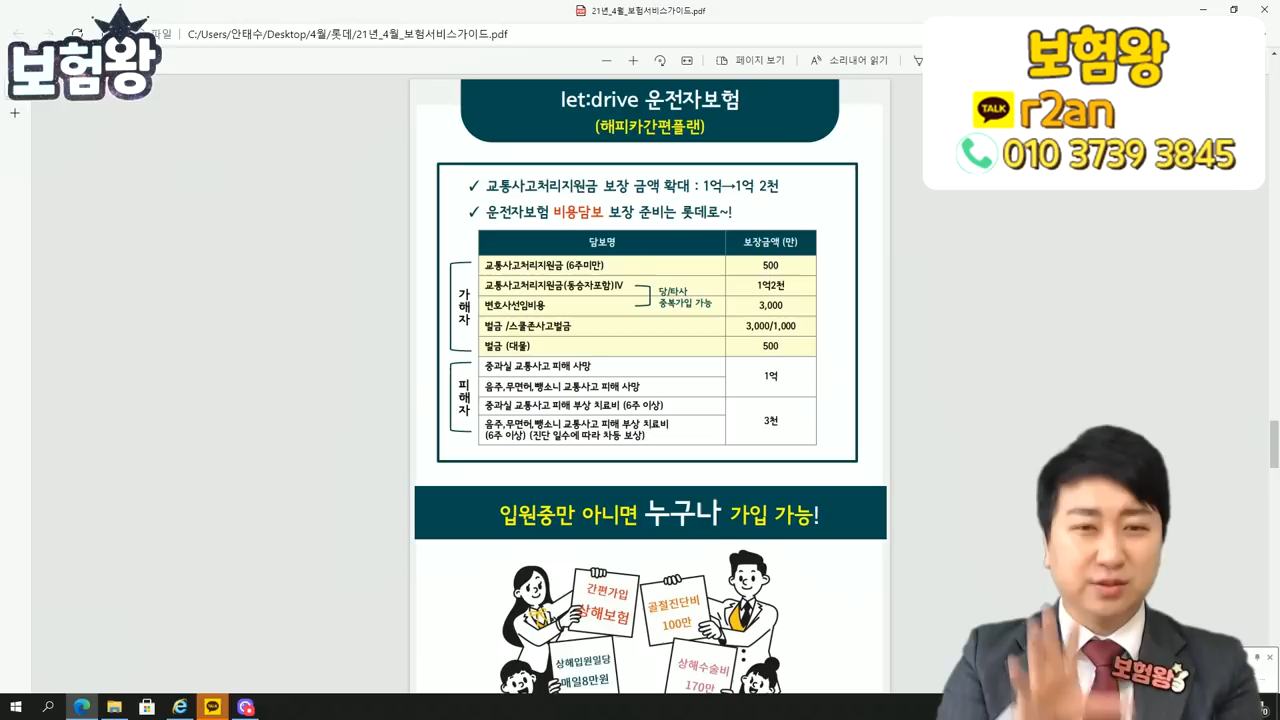 21년_4월_보험서비스가이드.pdf
파일
C:/Users/안태수/Desktop/4월/롯데/21년_4월_보험서비스가이드.pdf
페이지 보기
소리내어 읽기
보험왕
보험왕
TALK r2an
010 3739 3845
let:drive 운전자보험
(해피카간편플랜)
✓ 교통사고처리지원금 보장 금액 확대 : 1억→1억 2천
✓ 운전자보험 비용담보 보장 준비는 롯데로~!
담보명 보장금액 (만)
가해자
교통사고처리지원금 (6주미만) 500
교통사고처리지원금(동승자포함)Ⅳ 1억2천
당/타사
중복가입 가능
변호사선임비용 3,000
벌금 /스쿨존사고벌금 3,000/1,000
벌금 (대물) 500
피해자
중과실 교통사고 피해 사망 1억
음주,무면허,뺑소니 교통사고 피해 사망
중과실 교통사고 피해 부상 치료비 (6주 이상) 3천
음주,무면허,뺑소니 교통사고 피해 부상 치료비
(6주 이상) (진단 일수에 따라 차등 보상)
입원중만 아니면 누구나 가입 가능!
간편가입
상해보험
골절진단비
100만
상해입원일당
매일8만원
상해수술비
170만
보험왕